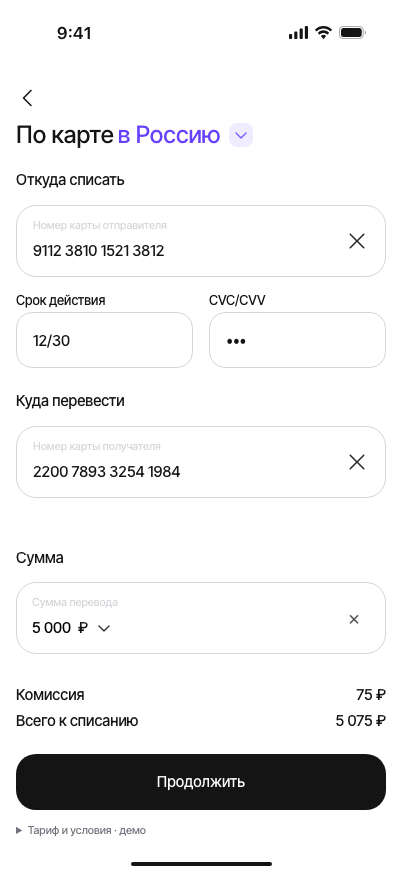 9:41
По карте в Россию
Откуда списать
Номер карты отправителя
9112 3810 1521 3812
Срок действия CVC/CVV
12/30 •••
Куда перевести
Номер карты получателя
2200 7893 3254 1984
Сумма
Сумма перевода
5 000 ₽
Комиссия 75 ₽
Всего к списанию 5 075 ₽
Продолжить
Тариф и условия · демо